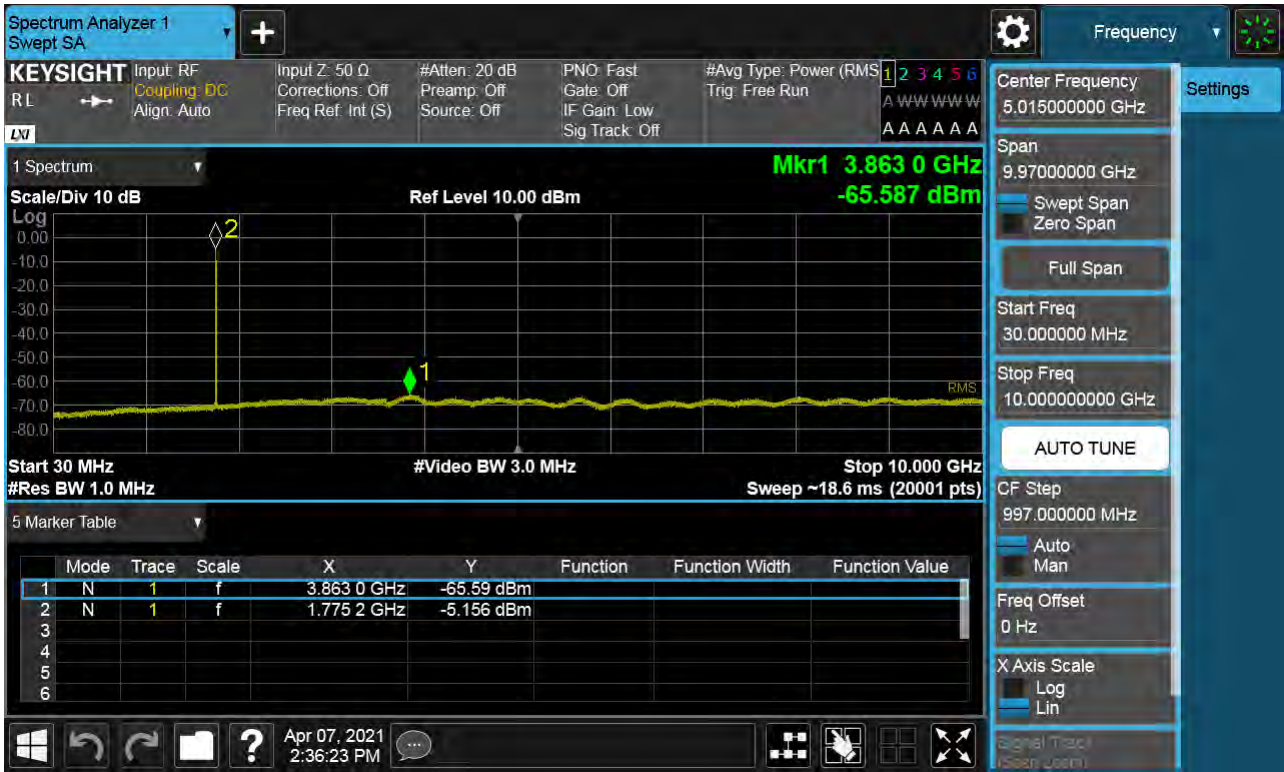 Spectrum Analyzer 1
Swept SA
Frequency
KEYSIGHT
Input: RF
Coupling: DC
Align: Auto
Input Z: 50 Ω
Corrections: Off
Freq Ref: Int (S)
#Atten: 20 dB
Preamp: Off
Source: Off
PNO: Fast
Gate: Off
IF Gain: Low
Sig Track: Off
#Avg Type: Power (RMS
Trig: Free Run
1 2 3 4 5 6
A W W W W W
A A A A A A
R L
LXI
1 Spectrum
Mkr1 3.863 0 GHz
-65.587 dBm
Scale/Div 10 dB
Ref Level 10.00 dBm
Log
0.00
-10.0
-20.0
-30.0
-40.0
-50.0
-60.0
-70.0
-80.0
2
1
RMS
Start 30 MHz
#Video BW 3.0 MHz
Stop 10.000 GHz
#Res BW 1.0 MHz
Sweep ~18.6 ms (20001 pts)
5 Marker Table
Mode Trace Scale X Y Function Function Width Function Value
1 N 1 f 3.863 0 GHz -65.59 dBm
2 N 1 f 1.775 2 GHz -5.156 dBm
3
4
5
6
Apr 07, 2021
2:36:23 PM
Center Frequency
5.015000000 GHz
Settings
Span
9.97000000 GHz
Swept Span
Zero Span
Full Span
Start Freq
30.000000 MHz
Stop Freq
10.000000000 GHz
AUTO TUNE
CF Step
997.000000 MHz
Auto
Man
Freq Offset
0 Hz
X Axis Scale
Log
Lin
Signal Track
(Span Zoom)